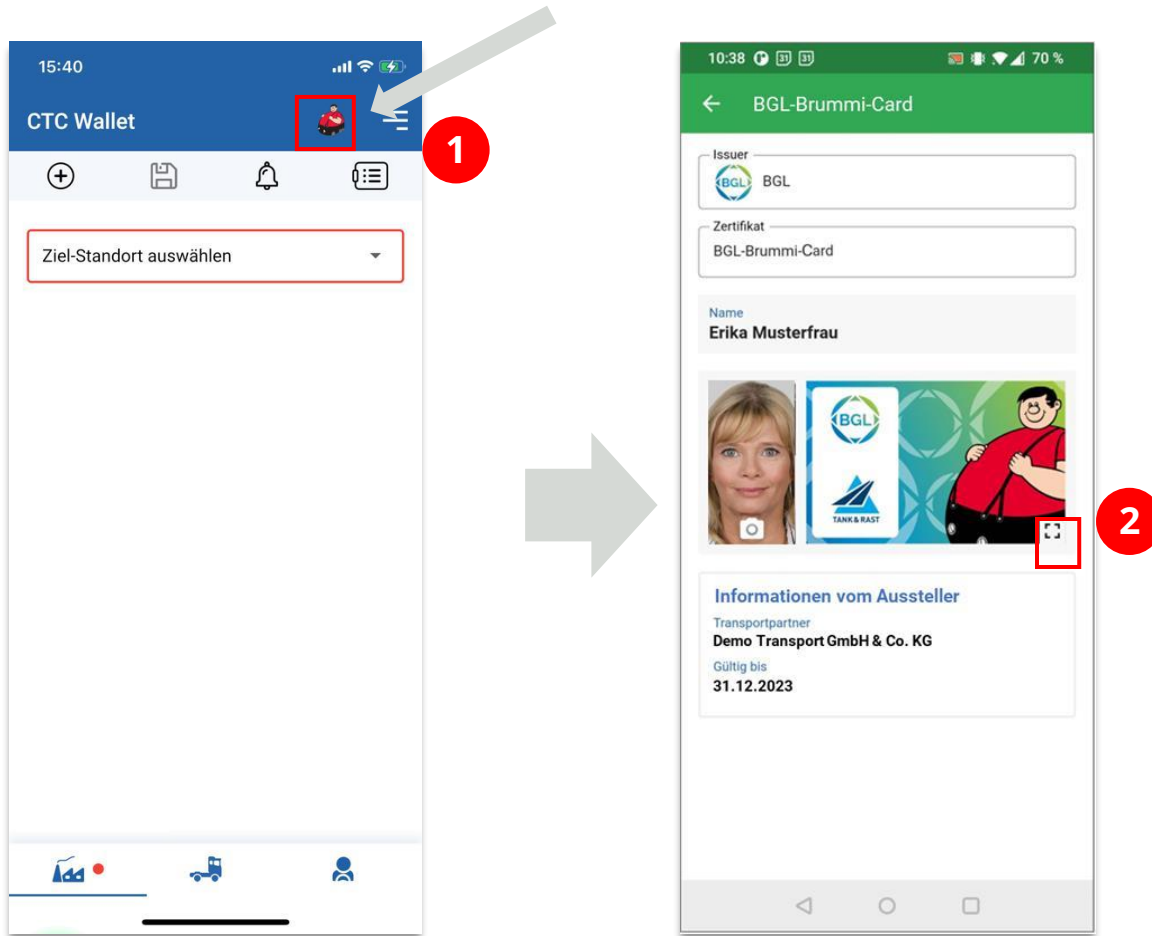 15:40
CTC Wallet
1
Ziel-Standort auswählen
10:38 31 31 70 %
BGL-Brummi-Card
Issuer
BGL BGL
Zertifikat
BGL-Brummi-Card
Name
Erika Musterfrau
BGL
TANK & RAST
2
Informationen vom Aussteller
Transportpartner
Demo Transport GmbH & Co. KG
Gültig bis
31.12.2023